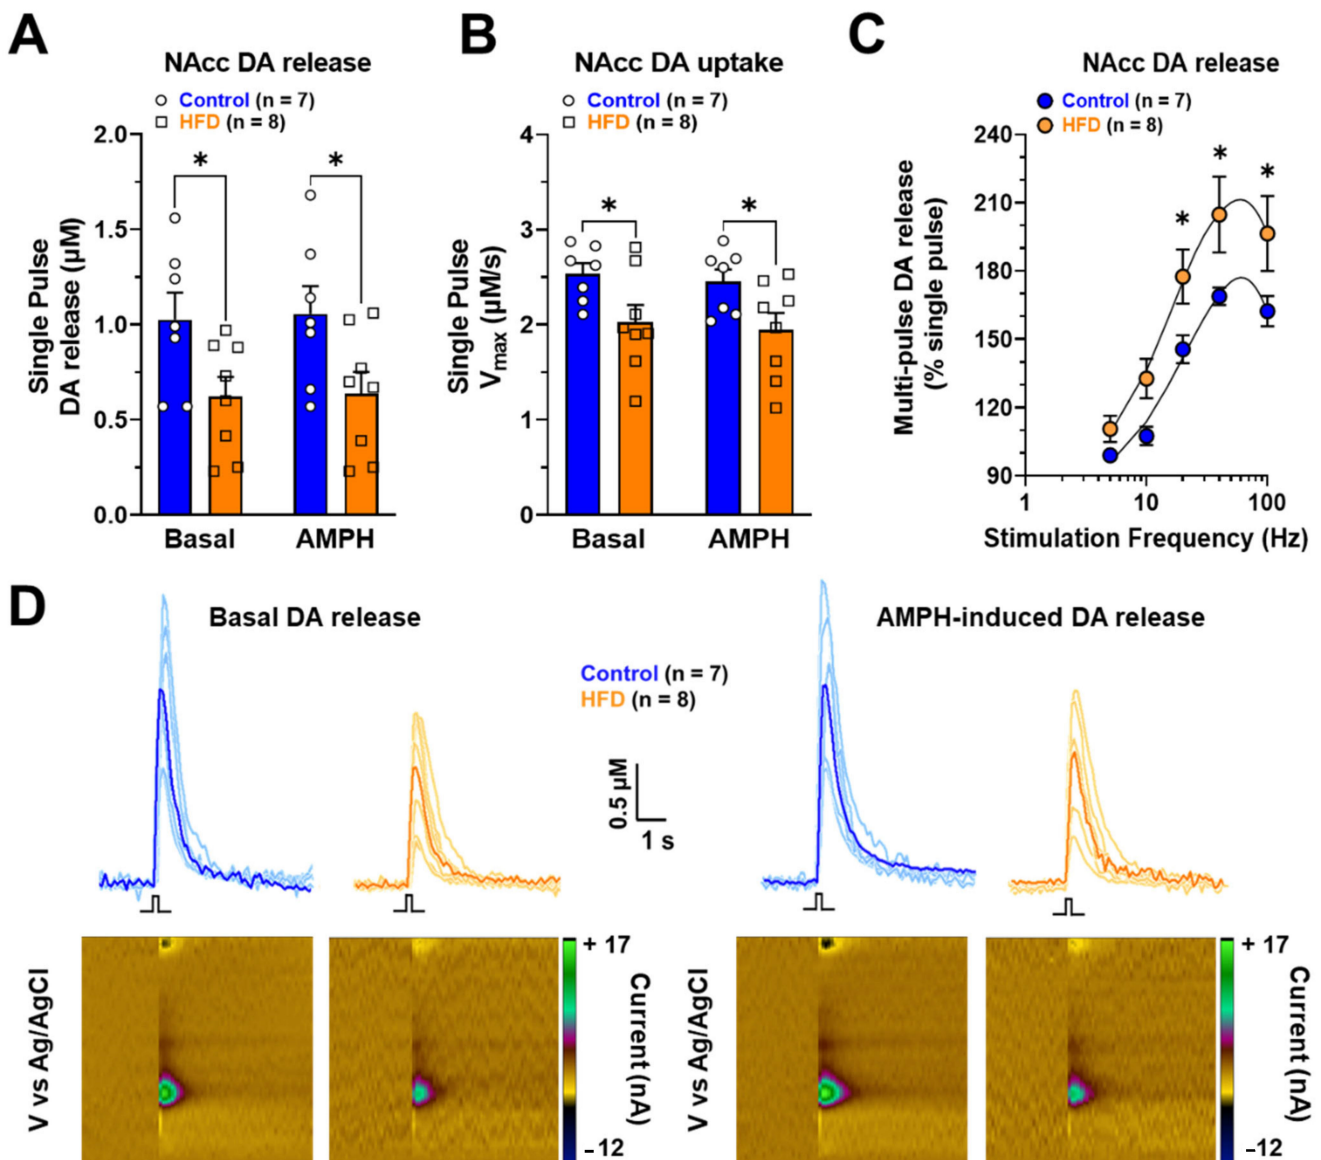 A
NAcc DA release
Control (n = 7)
HFD (n = 8)
Single Pulse
DA release (µM)
2.0
1.5
1.0
0.5
0.0
*
*
Basal
AMPH
B
NAcc DA uptake
Control (n = 7)
HFD (n = 8)
Single Pulse
Vmax (µM/s)
4
3
2
1
0
*
*
Basal
AMPH
C
NAcc DA release
Control (n = 7)
HFD (n = 8)
Multi-pulse DA release
(% single pulse)
240
210
180
150
120
90
*
*
*
1
10
100
Stimulation Frequency (Hz)
D
Basal DA release
AMPH-induced DA release
Control (n = 7)
HFD (n = 8)
0.5 µM
1 s
V vs Ag/AgCl
+ 17
Current (nA)
–12
V vs Ag/AgCl
+ 17
Current (nA)
–12